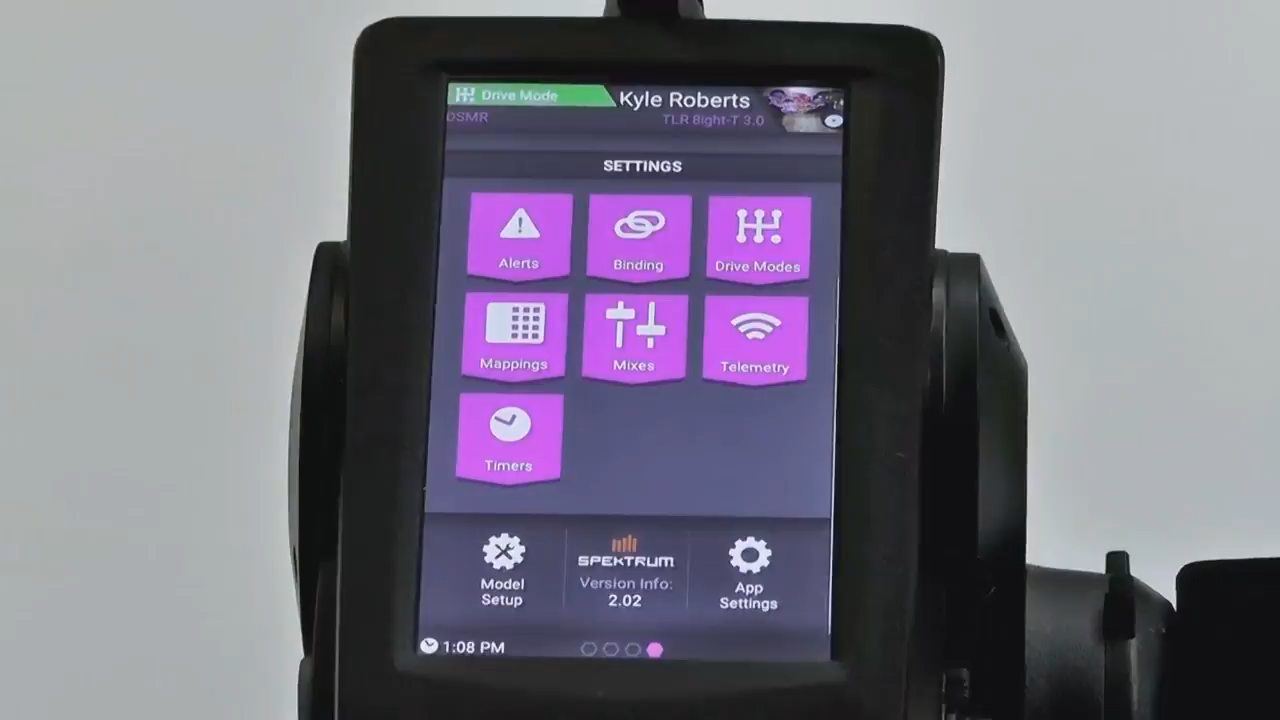 Drive Mode
Kyle Roberts
DSMR
TLR 8ight-T 3.0
SETTINGS
Alerts
Binding
Drive Modes
Mappings
Mixes
Telemetry
Timers
Model
Setup
SPEKTRUM
Version Info:
2.02
App
Settings
1:08 PM